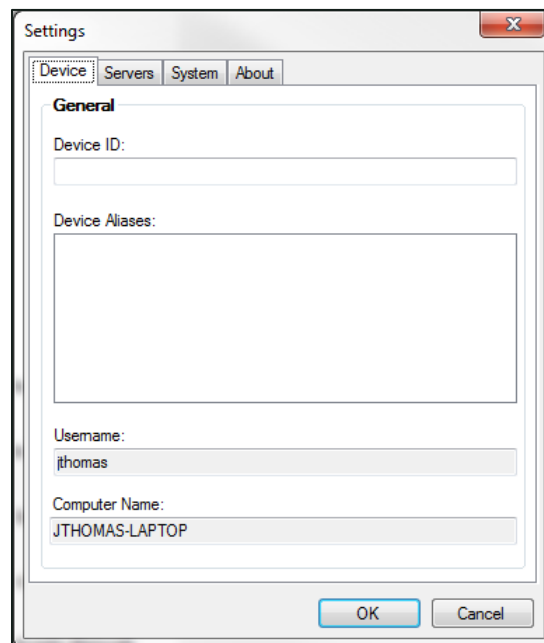 Settings
Device Servers System About
General
Device ID:
Device Aliases:
Username:
jthomas
Computer Name:
JTHOMAS-LAPTOP
OK Cancel